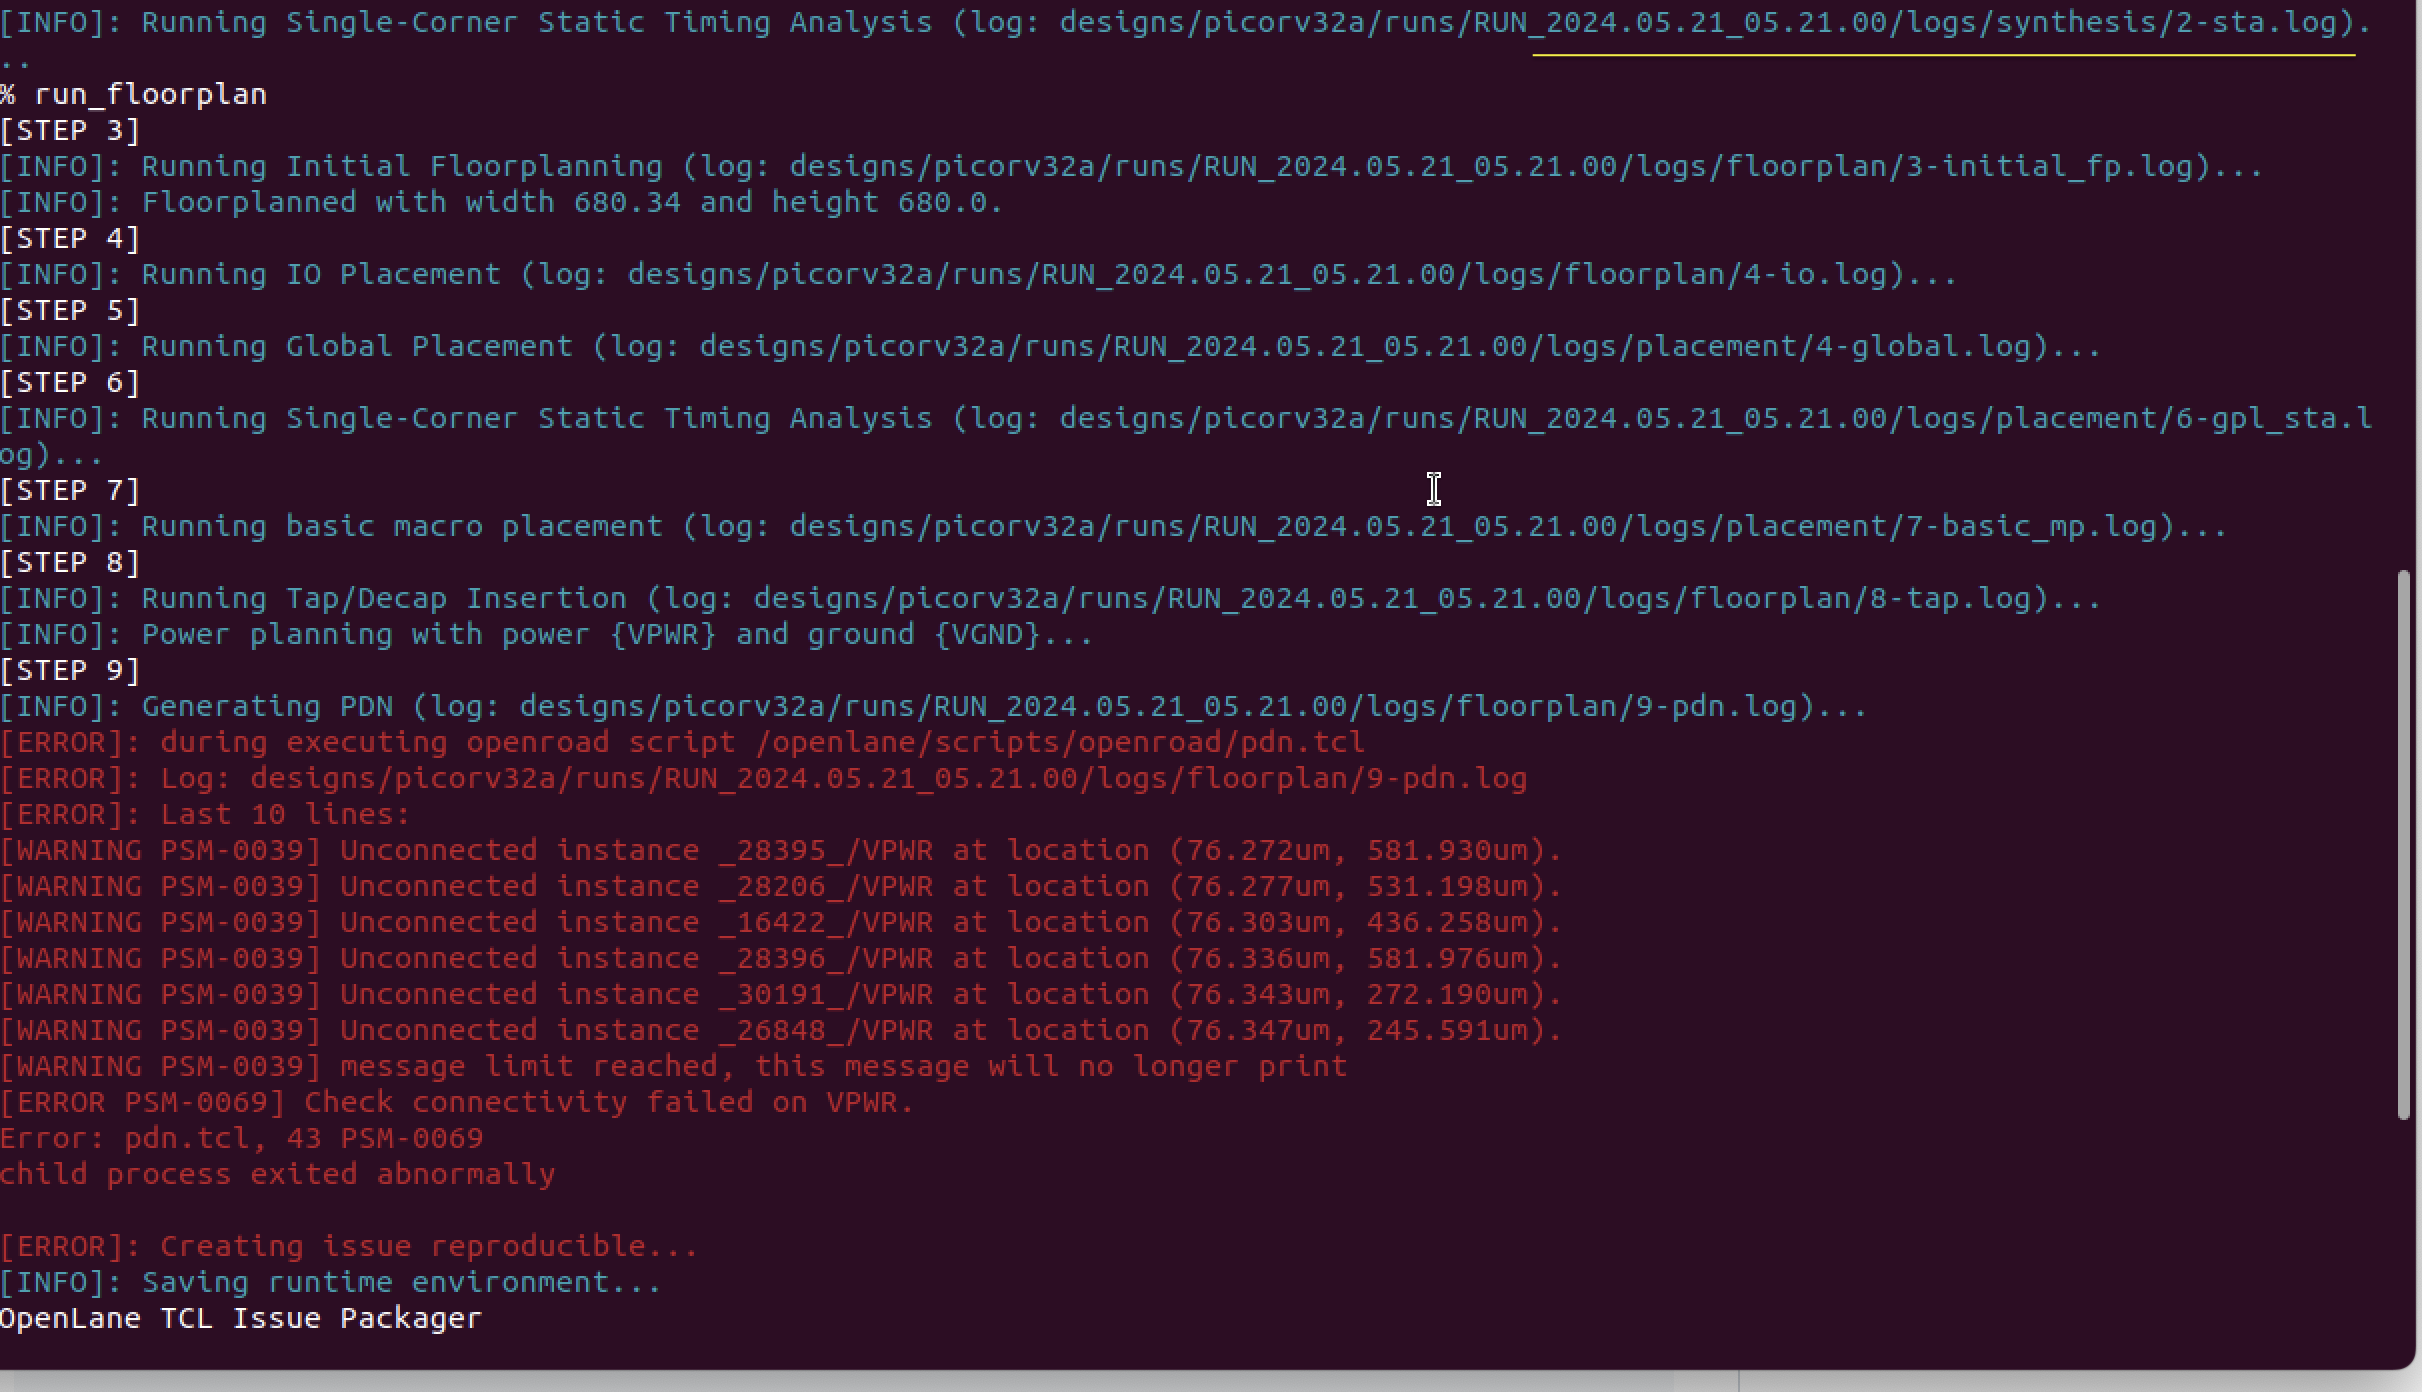 [INFO]: Running Single-Corner Static Timing Analysis (log: designs/picorv32a/runs/RUN_2024.05.21_05.21.00/logs/synthesis/2-sta.log).
..
% run_floorplan
[STEP 3]
[INFO]: Running Initial Floorplanning (log: designs/picorv32a/runs/RUN_2024.05.21_05.21.00/logs/floorplan/3-initial_fp.log)...
[INFO]: Floorplanned with width 680.34 and height 680.0.
[STEP 4]
[INFO]: Running IO Placement (log: designs/picorv32a/runs/RUN_2024.05.21_05.21.00/logs/floorplan/4-io.log)...
[STEP 5]
[INFO]: Running Global Placement (log: designs/picorv32a/runs/RUN_2024.05.21_05.21.00/logs/placement/4-global.log)...
[STEP 6]
[INFO]: Running Single-Corner Static Timing Analysis (log: designs/picorv32a/runs/RUN_2024.05.21_05.21.00/logs/placement/6-gpl_sta.l
og)...
[STEP 7]
[INFO]: Running basic macro placement (log: designs/picorv32a/runs/RUN_2024.05.21_05.21.00/logs/placement/7-basic_mp.log)...
[STEP 8]
[INFO]: Running Tap/Decap Insertion (log: designs/picorv32a/runs/RUN_2024.05.21_05.21.00/logs/floorplan/8-tap.log)...
[INFO]: Power planning with power {VPWR} and ground {VGND}...
[STEP 9]
[INFO]: Generating PDN (log: designs/picorv32a/runs/RUN_2024.05.21_05.21.00/logs/floorplan/9-pdn.log)...
[ERROR]: during executing openroad script /openlane/scripts/openroad/pdn.tcl
[ERROR]: Log: designs/picorv32a/runs/RUN_2024.05.21_05.21.00/logs/floorplan/9-pdn.log
[ERROR]: Last 10 lines:
[WARNING PSM-0039] Unconnected instance _28395_/VPWR at location (76.272um, 581.930um).
[WARNING PSM-0039] Unconnected instance _28206_/VPWR at location (76.277um, 531.198um).
[WARNING PSM-0039] Unconnected instance _16422_/VPWR at location (76.303um, 436.258um).
[WARNING PSM-0039] Unconnected instance _28396_/VPWR at location (76.336um, 581.976um).
[WARNING PSM-0039] Unconnected instance _30191_/VPWR at location (76.343um, 272.190um).
[WARNING PSM-0039] Unconnected instance _26848_/VPWR at location (76.347um, 245.591um).
[WARNING PSM-0039] message limit reached, this message will no longer print
[ERROR PSM-0069] Check connectivity failed on VPWR.
Error: pdn.tcl, 43 PSM-0069
child process exited abnormally
[ERROR]: Creating issue reproducible...
[INFO]: Saving runtime environment...
OpenLane TCL Issue Packager